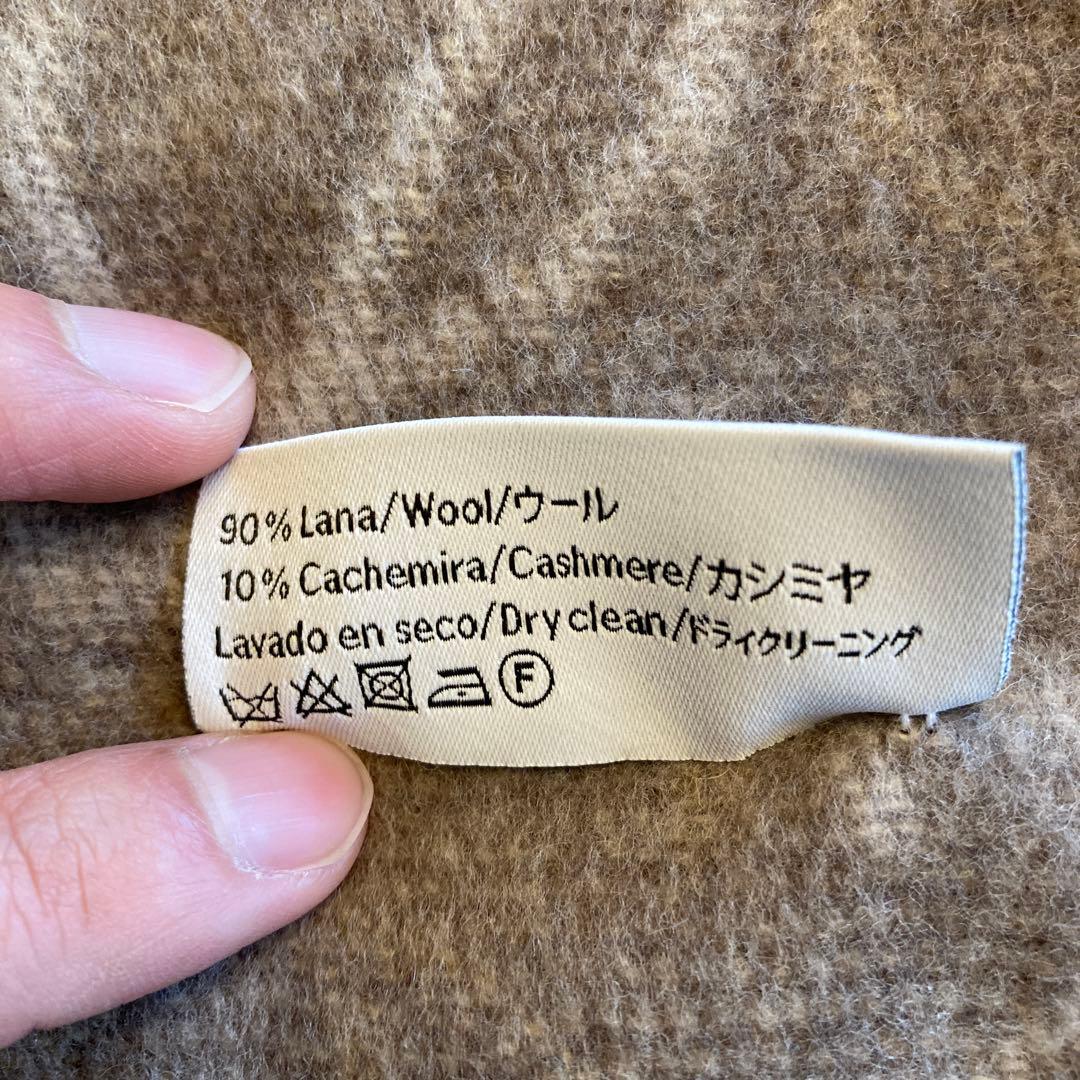 90% Lana/Wool/ウール
10% Cachemira/Cashmere/カシミヤ
Lavado en seco/Dry clean/ドライクリーニング
F